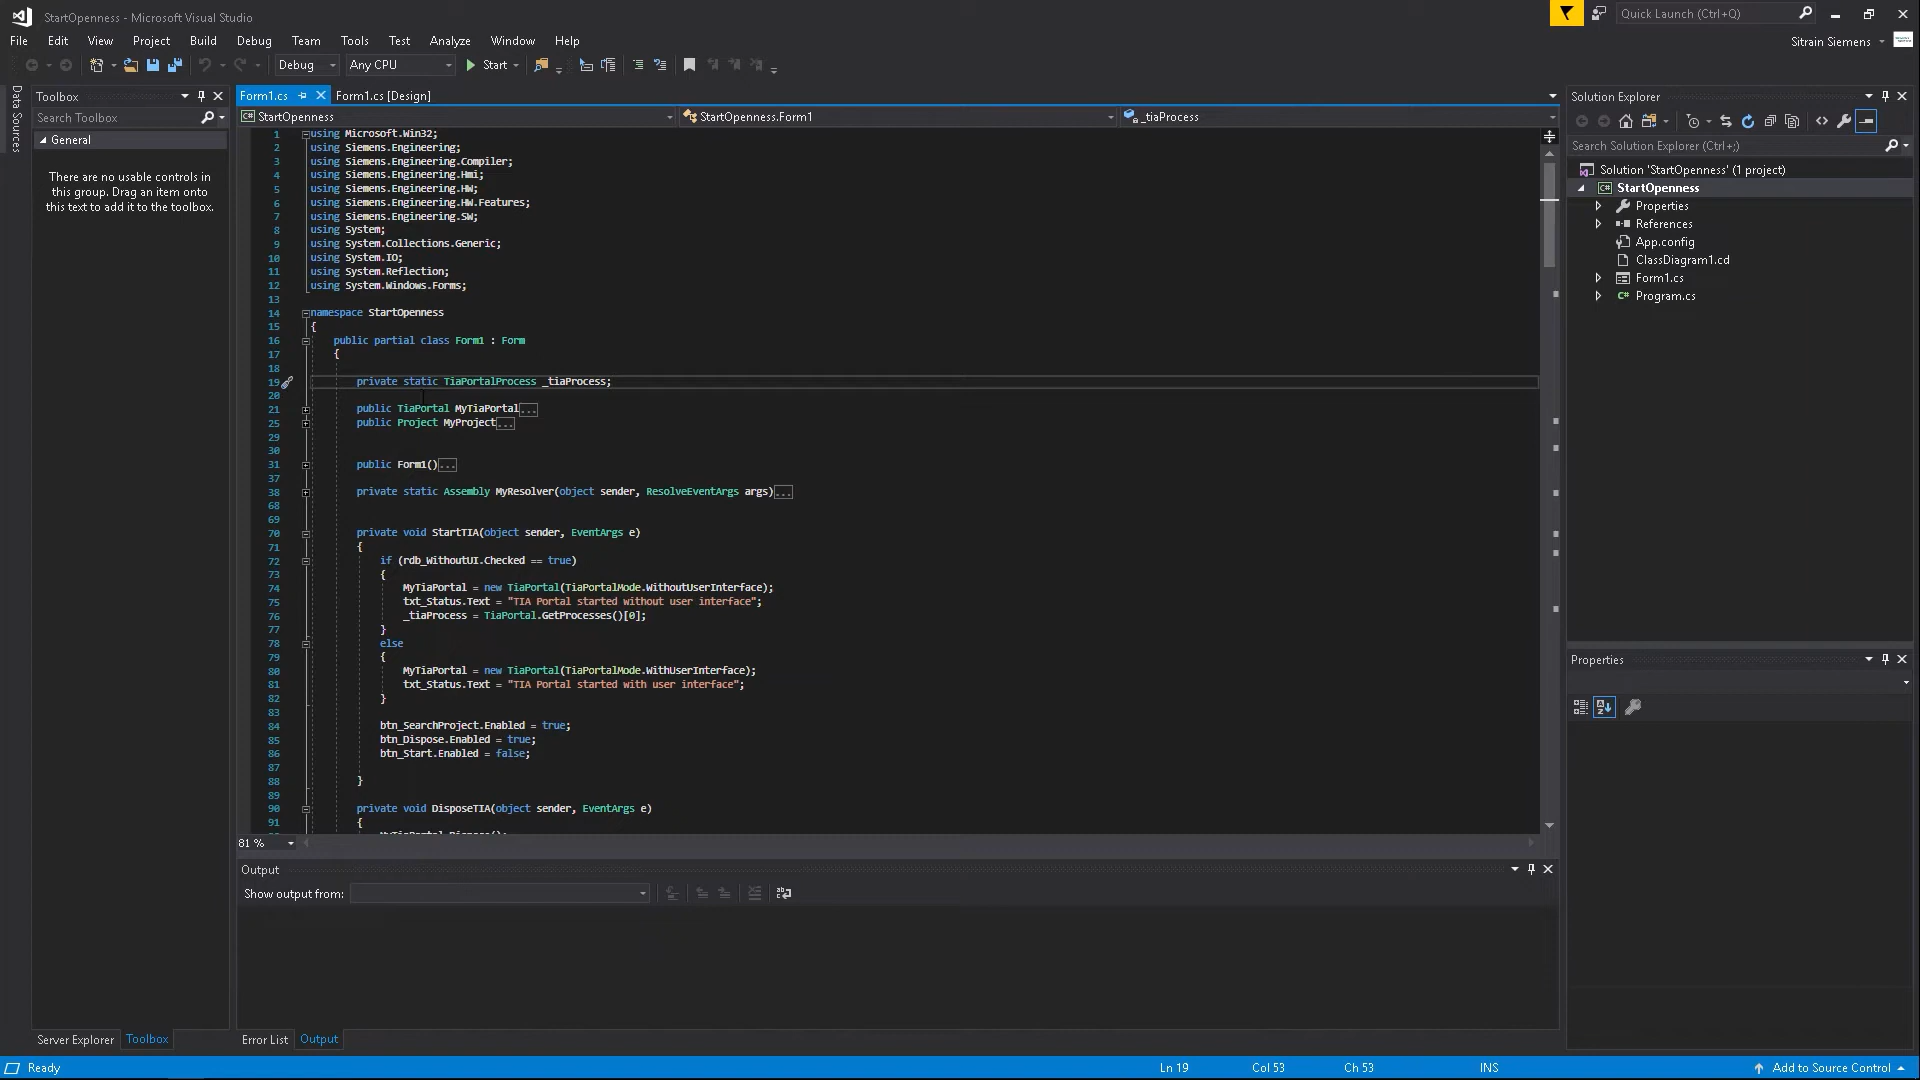 StartOpenness - Microsoft Visual Studio
Quick Launch (Ctrl+Q)
File Edit View Project Build Debug Team Tools Test Analyze Window Help
Sitrain Siemens
Debug
Any CPU
Start
Data Sources
Toolbox
Search Toolbox
General
There are no usable controls in
this group. Drag an item onto
this text to add it to the toolbox.
Server Explorer
Toolbox
Form1.cs
Form1.cs [Design]
StartOpenness
StartOpenness.Form1
_tiaProcess
1 using Microsoft.Win32;
2 using Siemens.Engineering;
3 using Siemens.Engineering.Compiler;
4 using Siemens.Engineering.Hmi;
5 using Siemens.Engineering.HW;
6 using Siemens.Engineering.HW.Features;
7 using Siemens.Engineering.SW;
8 using System;
9 using System.Collections.Generic;
10 using System.IO;
11 using System.Reflection;
12 using System.Windows.Forms;
13
14 namespace StartOpenness
15 {
16 public partial class Form1 : Form
17 {
18
19 private static TiaPortalProcess _tiaProcess;
20
21 public TiaPortal MyTiaPortal...
25 public Project MyProject...
29
30
31 public Form1()...
37
38 private static Assembly MyResolver(object sender, ResolveEventArgs args)...
68
69
70 private void StartTIA(object sender, EventArgs e)
71 {
72 if (rdb_WithoutUI.Checked == true)
73 {
74 MyTiaPortal = new TiaPortal(TiaPortalMode.WithoutUserInterface);
75 txt_Status.Text = "TIA Portal started without user interface";
76 _tiaProcess = TiaPortal.GetProcesses()[0];
77 }
78 else
79 {
80 MyTiaPortal = new TiaPortal(TiaPortalMode.WithUserInterface);
81 txt_Status.Text = "TIA Portal started with user interface";
82 }
83
84 btn_SearchProject.Enabled = true;
85 btn_Dispose.Enabled = true;
86 btn_Start.Enabled = false;
87
88 }
89
90 private void DisposeTIA(object sender, EventArgs e)
91 {
81 %
Output
Show output from:
Error List
Output
Solution Explorer
Search Solution Explorer (Ctrl+;)
Solution 'StartOpenness' (1 project)
StartOpenness
Properties
References
App.config
ClassDiagram1.cd
Form1.cs
Program.cs
Properties
Ready
Ln 19
Col 53
Ch 53
INS
Add to Source Control